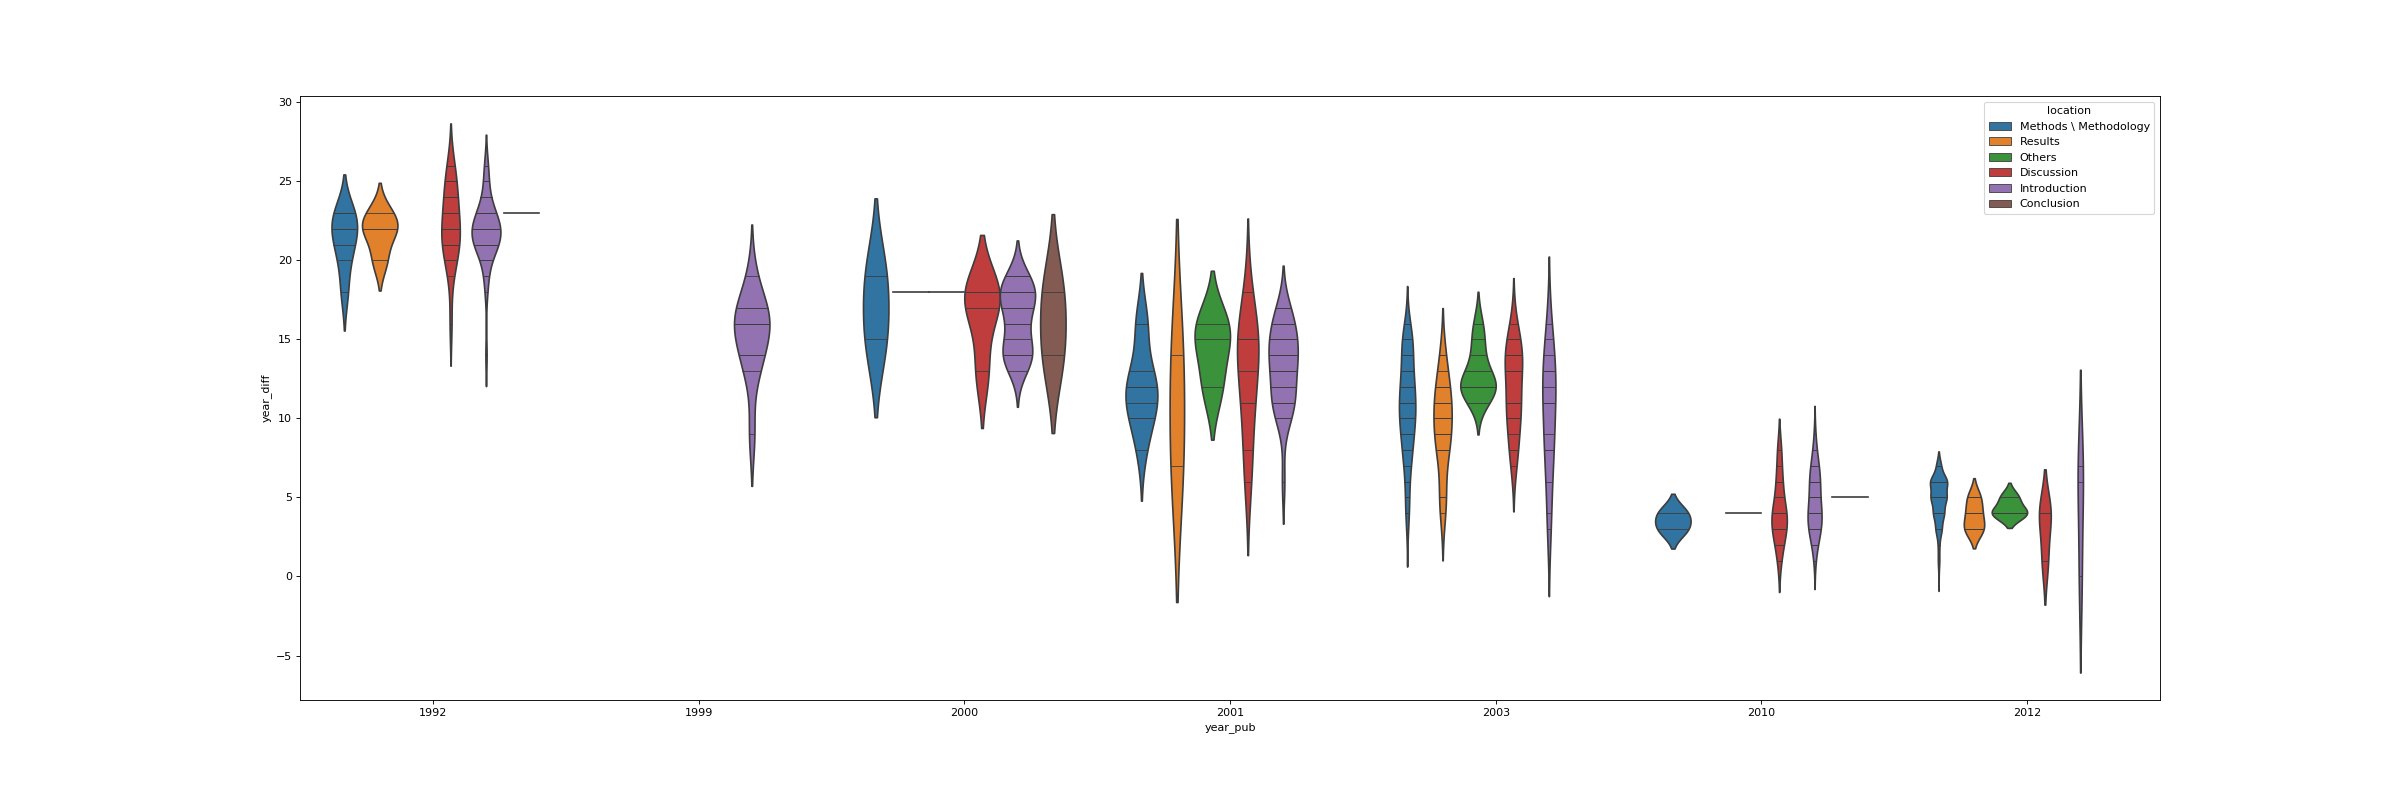 30
25
20
15
10
5
0
−5
year_diff
location
Methods \ Methodology
Results
Others
Discussion
Introduction
Conclusion
1992 1999 2000 2001 2003 2010 2012
year_pub